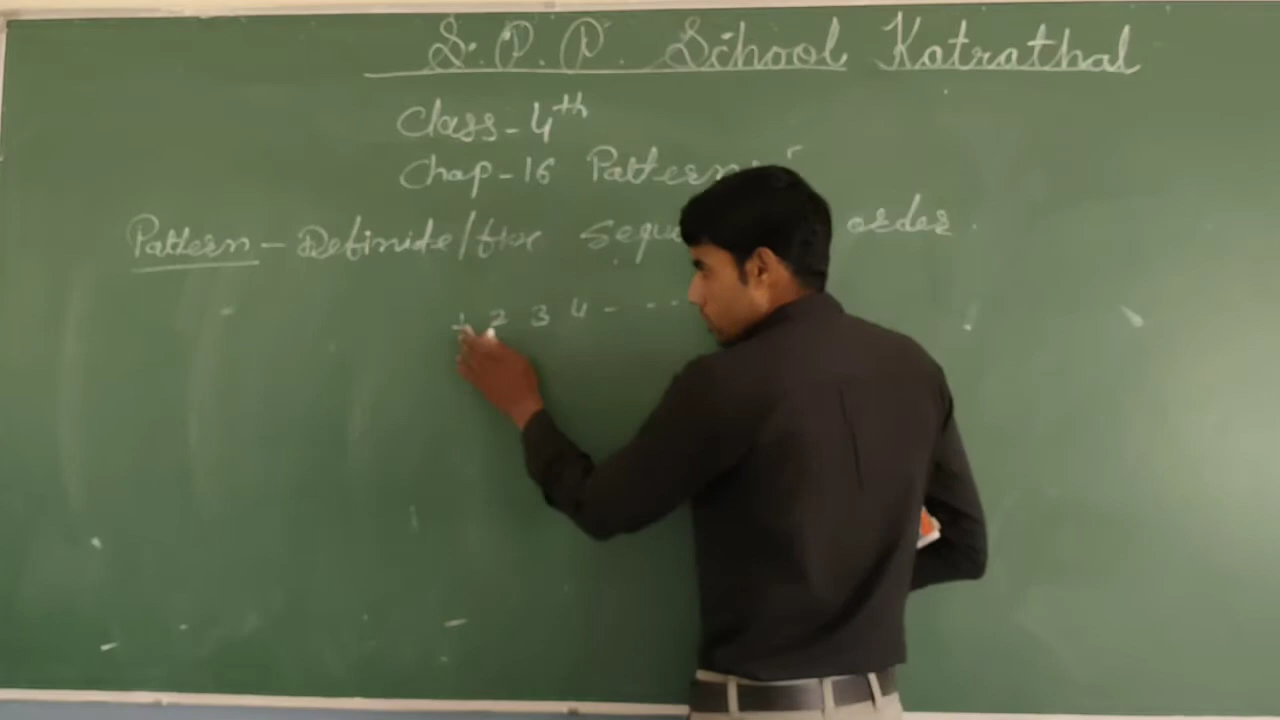 S.P.P. School Katrathal
Class-4th
Chap-16 Patterns
Pattern - Definite/fix order.
1 2 3 4 - - -